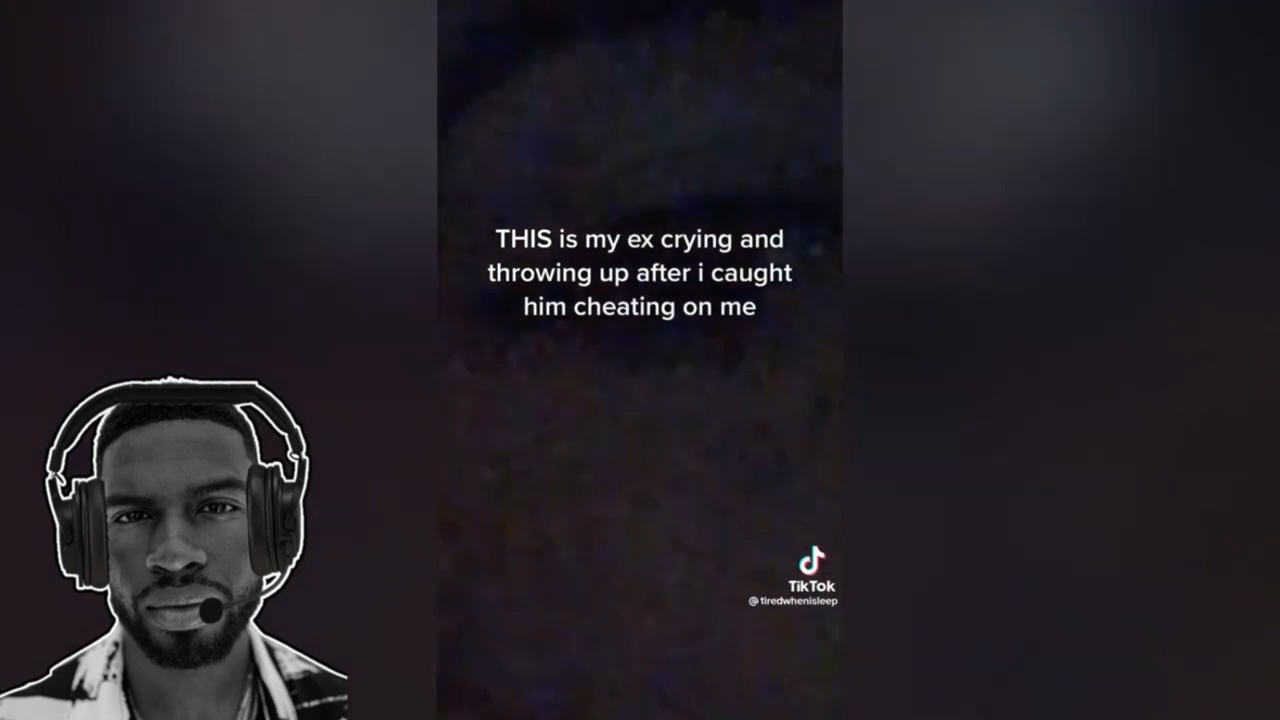 THIS is my ex crying and
throwing up after i caught
him cheating on me
TikTok
@tiredwhenisleep